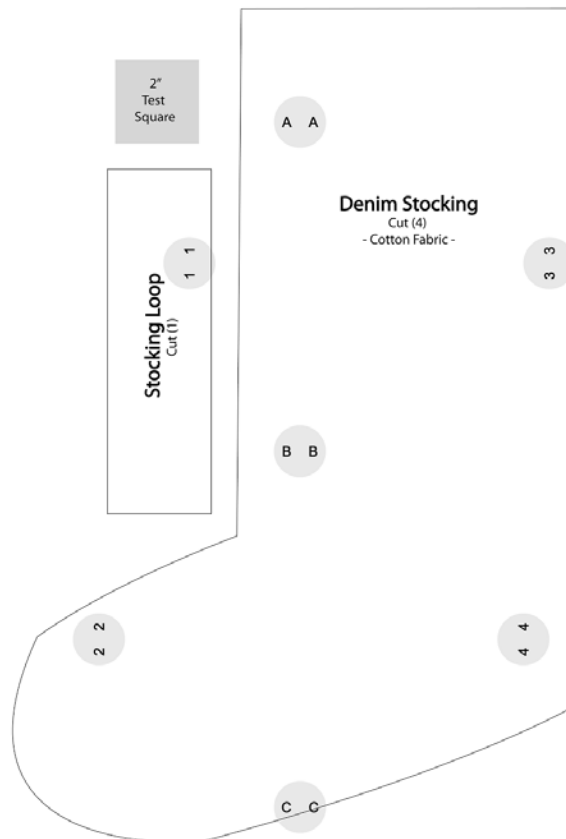 2"
Test
Square
A A
Denim Stocking
Cut (4)
- Cotton Fabric -
1
1
3
3
Stocking Loop
Cut (1)
B B
2
2
4
4
C C